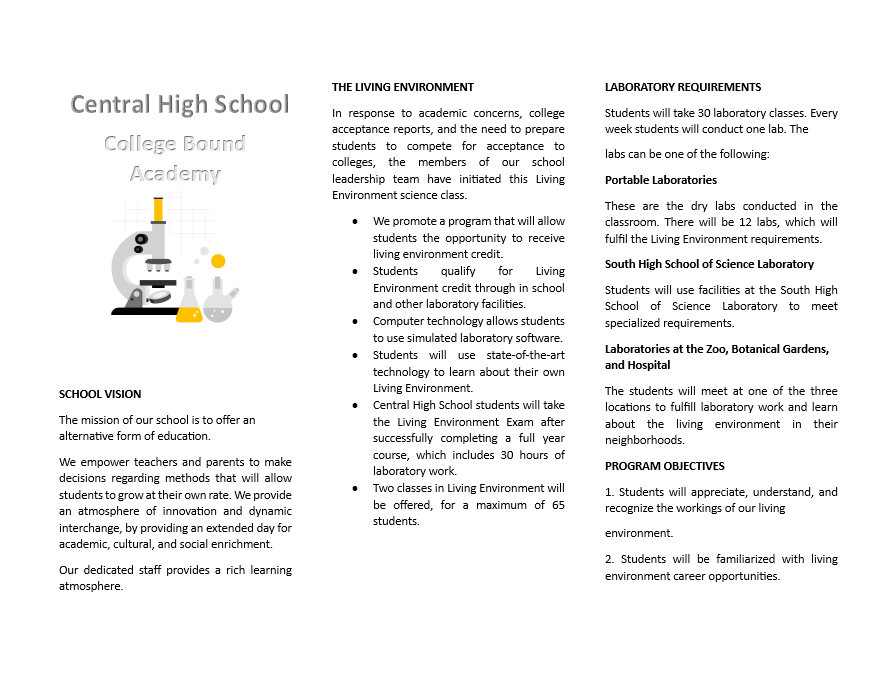 Central High School
College Bound
Academy
SCHOOL VISION
The mission of our school is to offer an
alternative form of education.
We empower teachers and parents to make
decisions regarding methods that will allow
students to grow at their own rate. We provide
an atmosphere of innovation and dynamic
interchange, by providing an extended day for
academic, cultural, and social enrichment.
Our dedicated staff provides a rich learning
atmosphere.
THE LIVING ENVIRONMENT
In response to academic concerns, college
acceptance reports, and the need to prepare
students to compete for acceptance to
colleges, the members of our school
leadership team have initiated this Living
Environment science class.
• We promote a program that will allow
students the opportunity to receive
living environment credit.
• Students qualify for Living
Environment credit through in school
and other laboratory facilities.
• Computer technology allows students
to use simulated laboratory software.
• Students will use state-of-the-art
technology to learn about their own
Living Environment.
• Central High School students will take
the Living Environment Exam after
successfully completing a full year
course, which includes 30 hours of
laboratory work.
• Two classes in Living Environment will
be offered, for a maximum of 65
students.
LABORATORY REQUIREMENTS
Students will take 30 laboratory classes. Every
week students will conduct one lab. The
labs can be one of the following:
Portable Laboratories
These are the dry labs conducted in the
classroom. There will be 12 labs, which will
fulfil the Living Environment requirements.
South High School of Science Laboratory
Students will use facilities at the South High
School of Science Laboratory to meet
specialized requirements.
Laboratories at the Zoo, Botanical Gardens,
and Hospital
The students will meet at one of the three
locations to fulfill laboratory work and learn
about the living environment in their
neighborhoods.
PROGRAM OBJECTIVES
1. Students will appreciate, understand, and
recognize the workings of our living
environment.
2. Students will be familiarized with living
environment career opportunities.